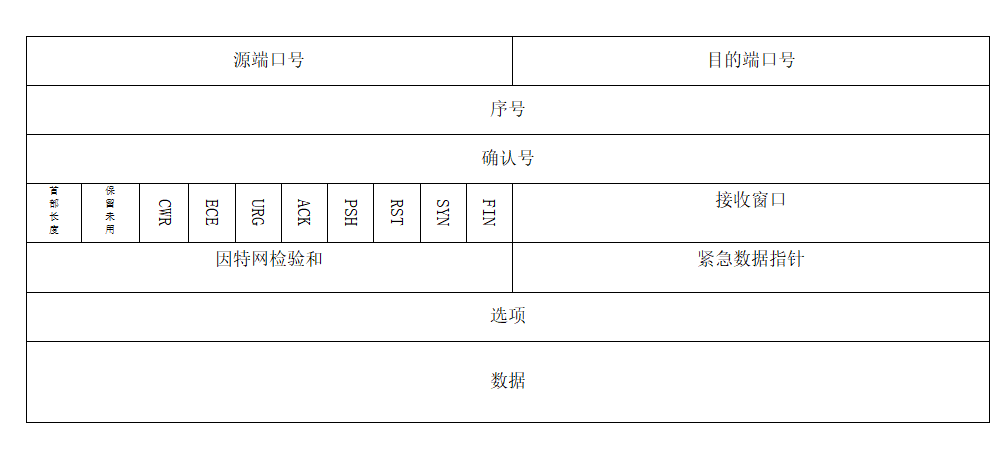 源端口号
目的端口号
序号
确认号
首部长度
保留未用
CWR
ECE
URG
ACK
PSH
RST
SYN
FIN
接收窗口
因特网检验和
紧急数据指针
选项
数据